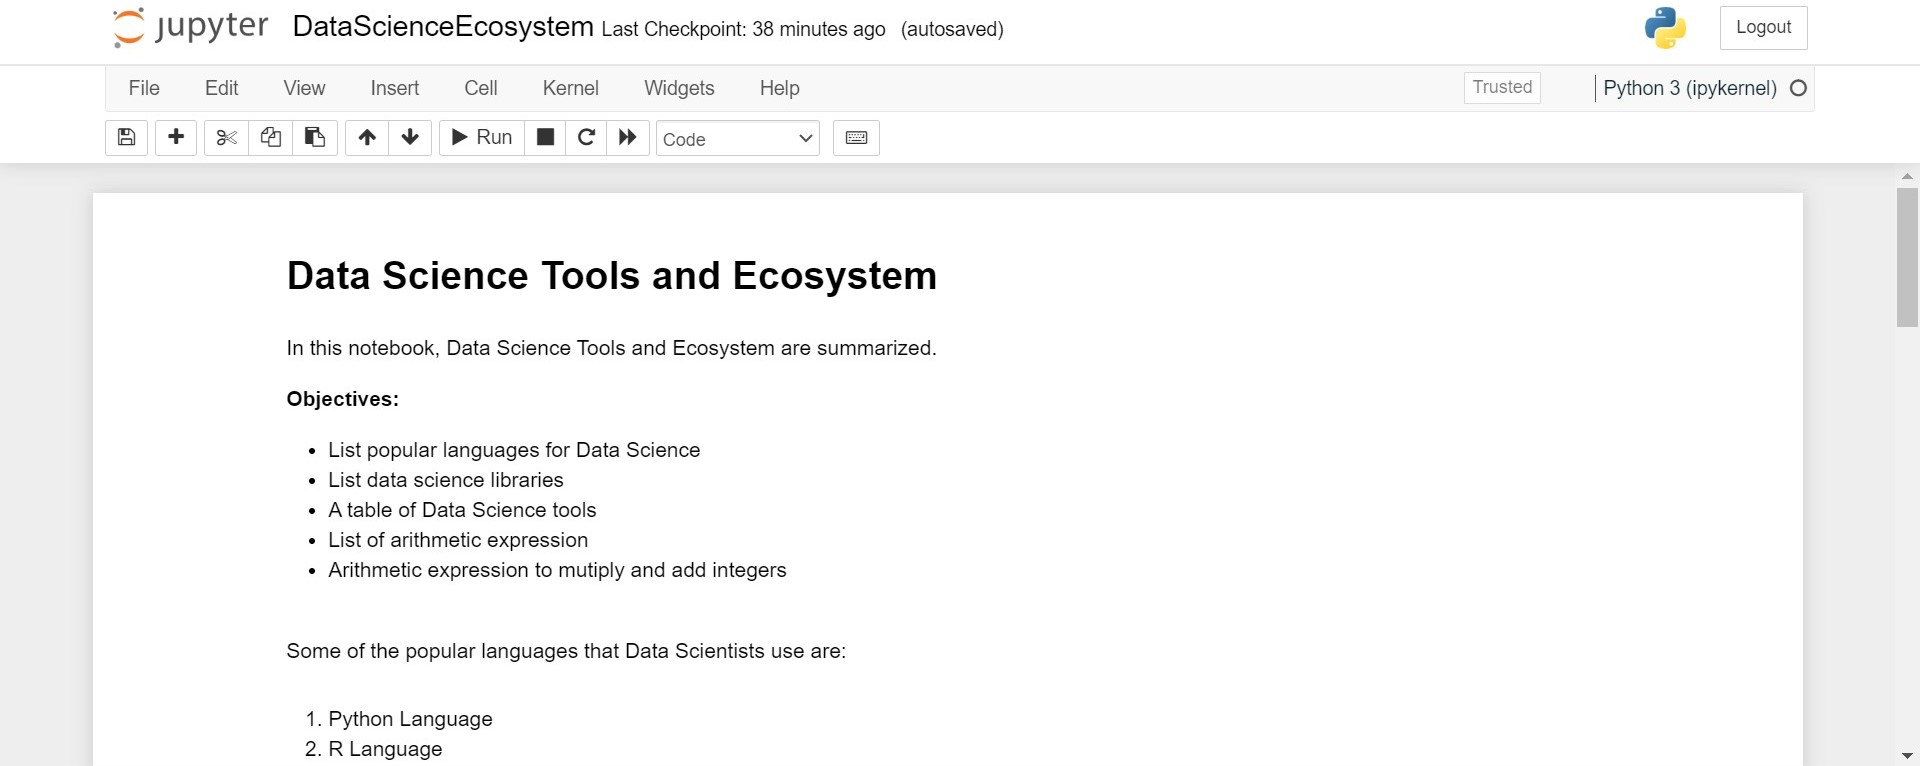 jupyter DataScienceEcosystem Last Checkpoint: 38 minutes ago (autosaved) Logout
File Edit View Insert Cell Kernel Widgets Help Trusted Python 3 (ipykernel)
Run Code
Data Science Tools and Ecosystem
In this notebook, Data Science Tools and Ecosystem are summarized.
Objectives:
• List popular languages for Data Science
• List data science libraries
• A table of Data Science tools
• List of arithmetic expression
• Arithmetic expression to mutiply and add integers
Some of the popular languages that Data Scientists use are:
1. Python Language
2. R Language